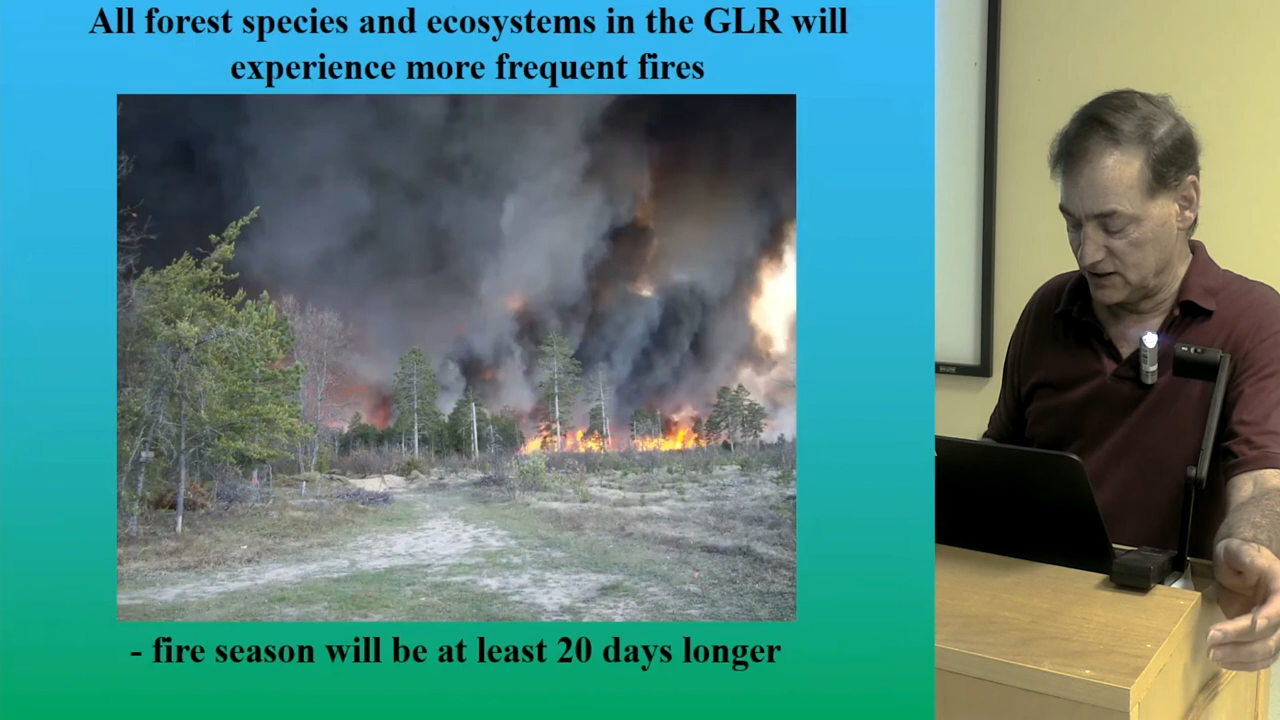 All forest species and ecosystems in the GLR will
experience more frequent fires
- fire season will be at least 20 days longer